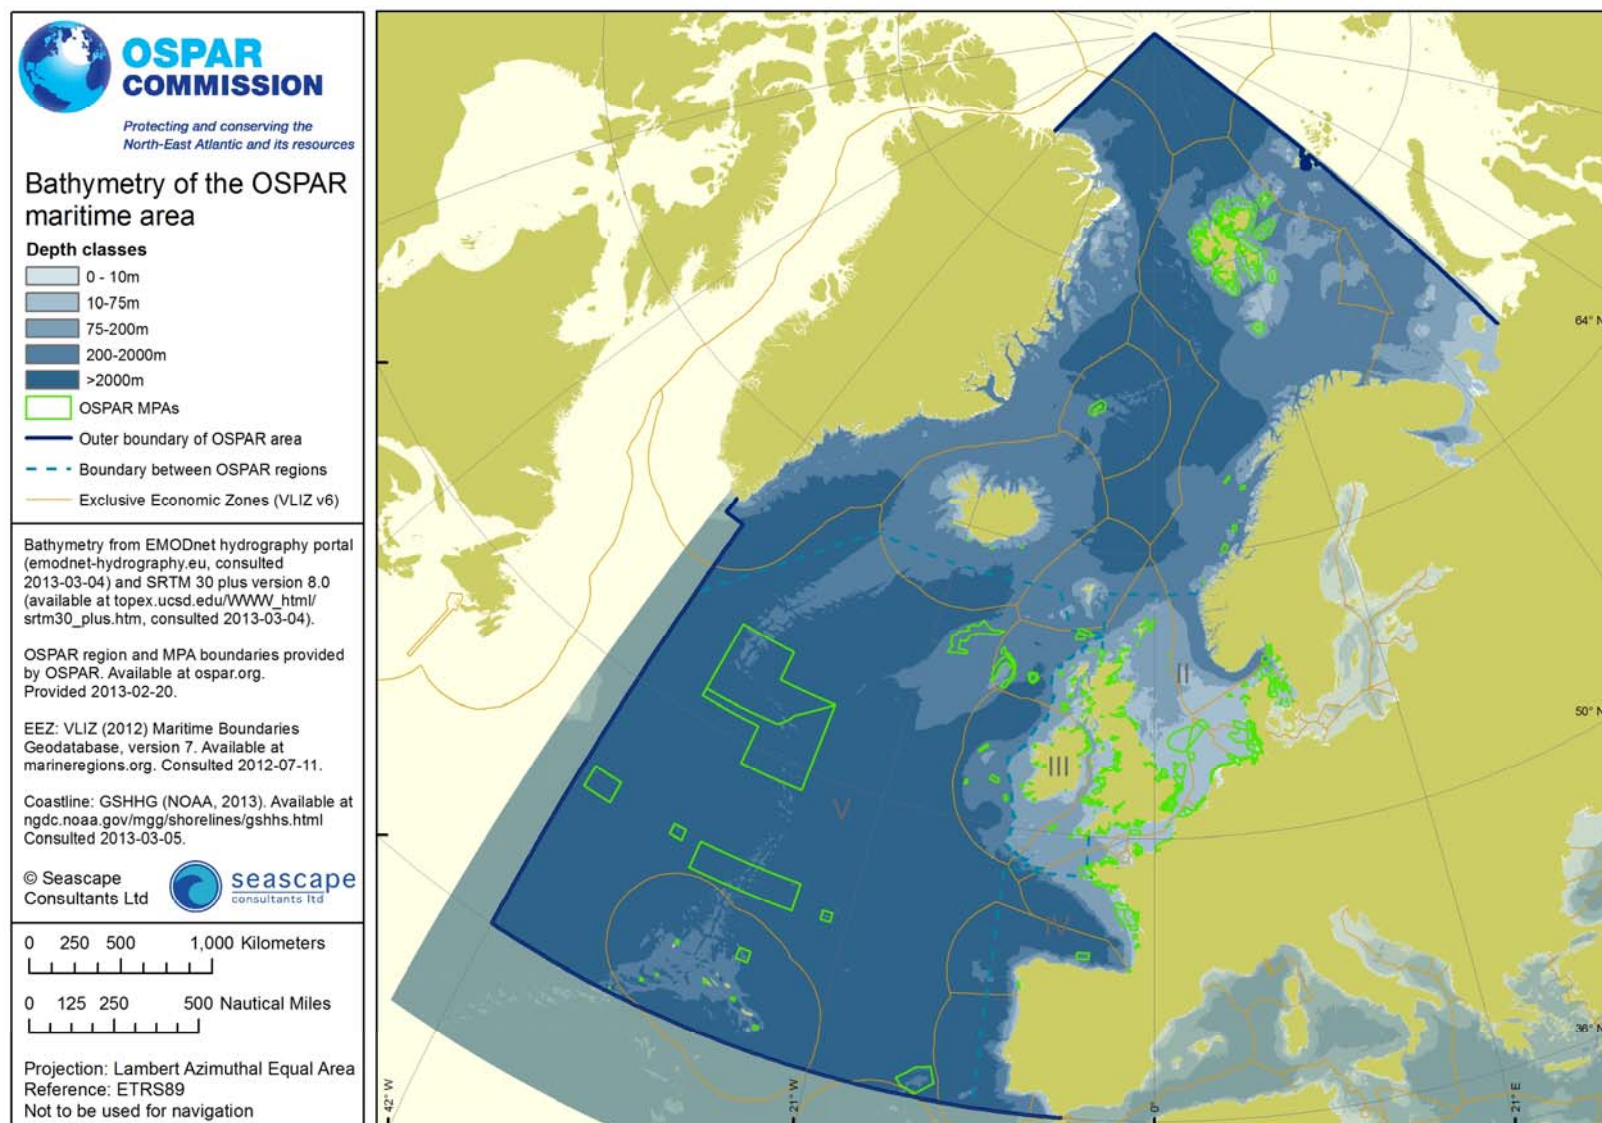 OSPAR
COMMISSION
Protecting and conserving the
North-East Atlantic and its resources
Bathymetry of the OSPAR
maritime area
Depth classes
0 - 10m
10-75m
75-200m
200-2000m
>2000m
OSPAR MPAs
Outer boundary of OSPAR area
Boundary between OSPAR regions
Exclusive Economic Zones (VLIZ v6)
Bathymetry from EMODnet hydrography portal
(emodnet-hydrography.eu, consulted
2013-03-04) and SRTM 30 plus version 8.0
(available at topex.ucsd.edu/WWW_html/
srtm30_plus.htm, consulted 2013-03-04).
OSPAR region and MPA boundaries provided
by OSPAR. Available at ospar.org.
Provided 2013-02-20.
EEZ: VLIZ (2012) Maritime Boundaries
Geodatabase, version 7. Available at
marineregions.org. Consulted 2012-07-11.
Coastline: GSHHG (NOAA, 2013). Available at
ngdc.noaa.gov/mgg/shorelines/gshhs.html
Consulted 2013-03-05.
© Seascape
Consultants Ltd
seascape
consultants ltd
0 250 500 1,000 Kilometers
0 125 250 500 Nautical Miles
Projection: Lambert Azimuthal Equal Area
Reference: ETRS89
Not to be used for navigation
I
64° N
II
50° N
III
V
IV
36° N
42° W
21° W
0°
21° E